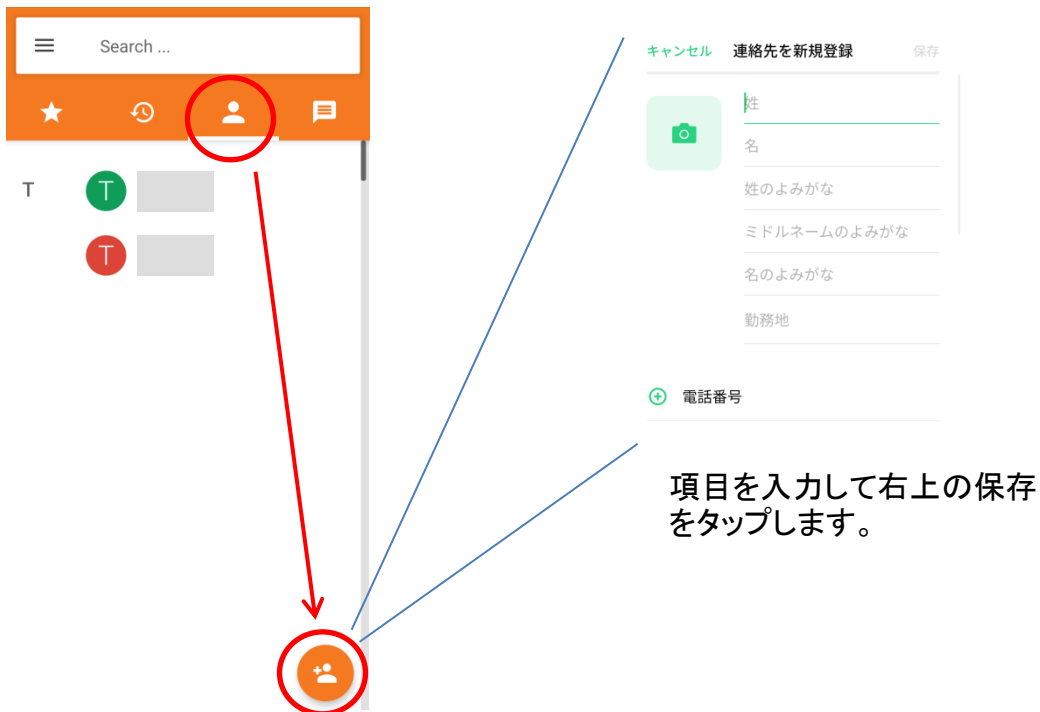 Search ...
T
T
T
キャンセル 連絡先を新規登録 保存
姓
名
姓のよみがな
ミドルネームのよみがな
名のよみがな
勤務地
電話番号
項目を入力して右上の保存
をタップします。